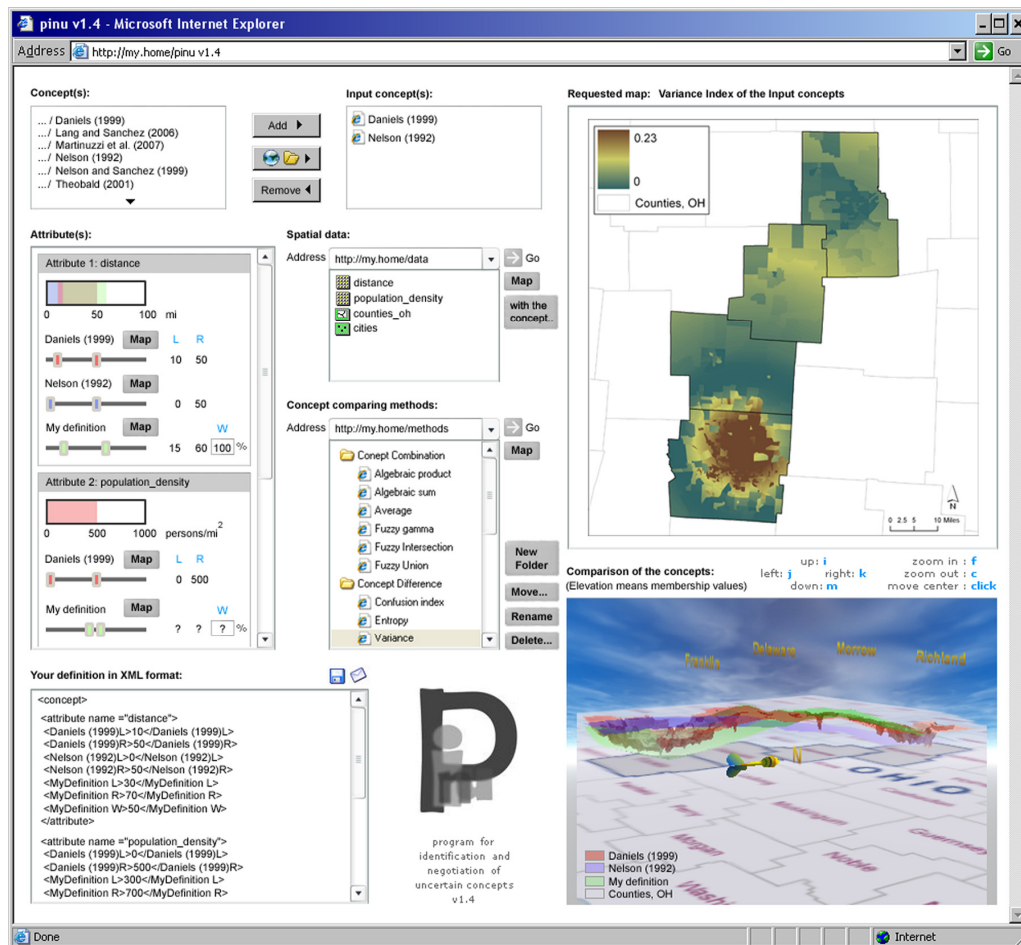 pinu v1.4 - Microsoft Internet Explorer
Address http://my.home/pinu v1.4 Go
Concept(s):
... / Daniels (1999)
.../ Lang and Sanchez (2006)
.../ Martinuzzi et al. (2007)
.../ Nelson (1992)
.../ Nelson and Sanchez (1999)
.../ Theobald (2001)
Add
Remove
Input concept(s):
Daniels (1999)
Nelson (1992)
Requested map: Variance Index of the Input concepts
0.23
0
Counties, OH
N
0 2.5 5 10 Miles
Attribute(s):
Attribute 1: distance
0 50 100 mi
Daniels (1999) Map L R
10 50
Nelson (1992) Map
0 50
My definition Map W
15 60 100 %
Attribute 2: population_density
0 500 1000 persons/mi2
Daniels (1999) Map L R
0 500
My definition Map W
? ? ? %
Spatial data:
Address http://my.home/data Go
distance
population_density
counties_oh
cities
Map
with the
concept..
Concept comparing methods:
Address http://my.home/methods Go
Map
Conept Combination
Algebraic product
Algebraic sum
Average
Fuzzy gamma
Fuzzy Intersection
Fuzzy Union
Concept Difference
Confusion index
Entropy
Variance
New
Folder
Move...
Rename
Delete...
Comparison of the concepts:
(Elevation means membership values)
up: i
left: j right: k
down: m
zoom in : f
zoom out : c
move center : click
Franklin Delaware Morrow Richland
N
OHIO
Perry
Muskingum
Morgan
Guernsey
Noble
Daniels (1999)
Nelson (1992)
My definition
Counties, OH
Your definition in XML format:
<concept>
<attribute name ="distance">
<Daniels (1999)L>10</Daniels (1999)L>
<Daniels (1999)R>50</Daniels (1999)R>
<Nelson (1992)L>0</Nelson (1992)L>
<Nelson (1992)R>50</Nelson (1992)R>
<MyDefinition L>30</MyDefinition L>
<MyDefinition R>70</MyDefinition R>
<MyDefinition W>50</MyDefinition W>
</attribute>
<attribute name ="population_density">
<Daniels (1999)L>0</Daniels (1999)L>
<Daniels (1999)R>500</Daniels (1999)R>
<MyDefinition L>300</MyDefinition L>
<MyDefinition R>700</MyDefinition R>
program for
identification and
negotiation of
uncertain concepts
v1.4
Done
Internet